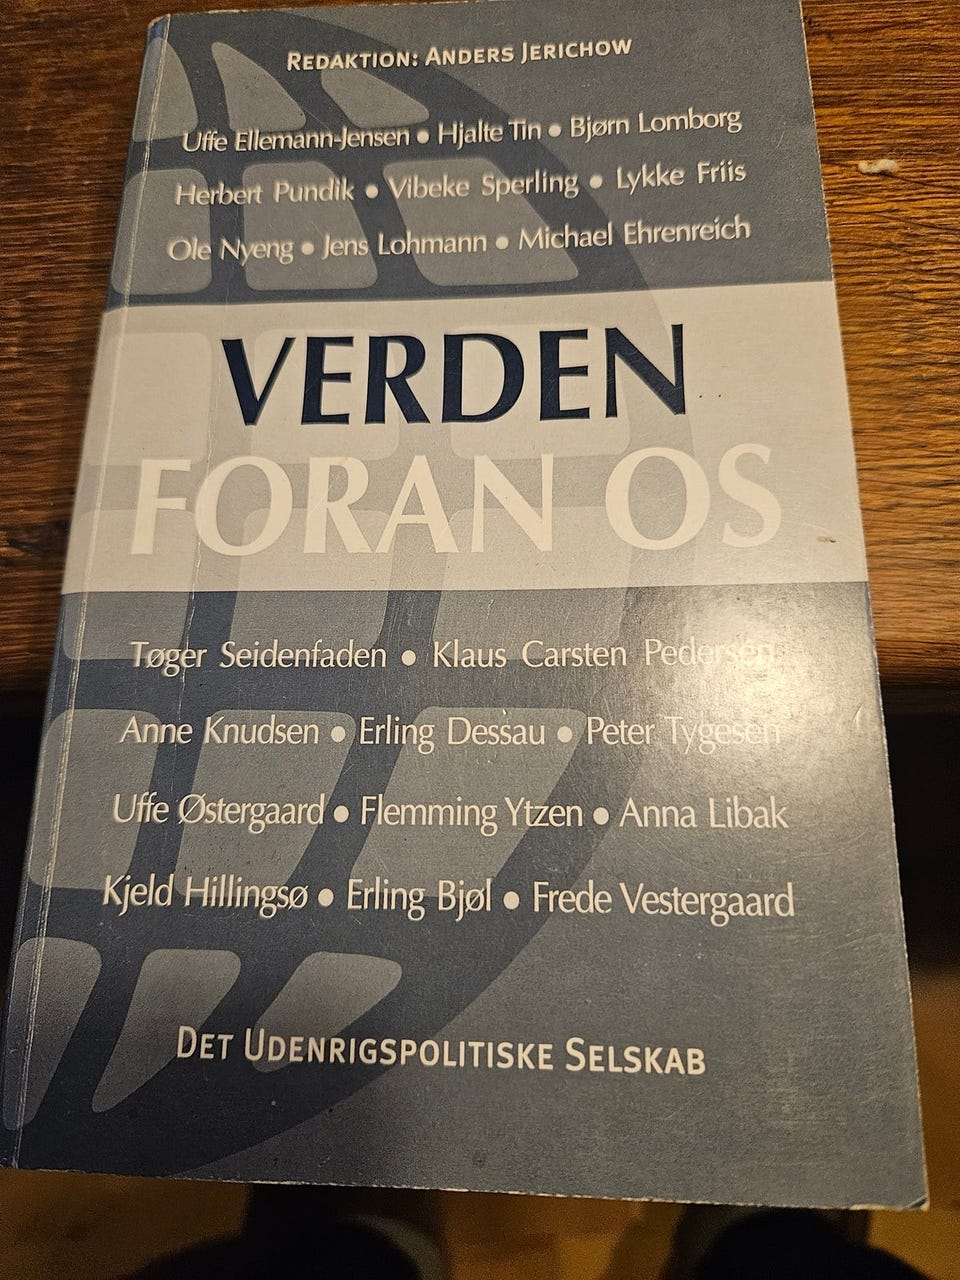 REDAKTION: ANDERS JERICHOW
Uffe Ellemann-Jensen • Hjalte Tin • Bjørn Lomborg
Herbert Pundik • Vibeke Sperling • Lykke Friis
Ole Nyeng • Jens Lohmann • Michael Ehrenreich
VERDEN
FORAN OS
Tøger Seidenfaden • Klaus Carsten Pedersen
Anne Knudsen • Erling Dessau • Peter Tygesen
Uffe Østergaard • Flemming Ytzen • Anna Libak
Kjeld Hillingsø • Erling Bjøl • Frede Vestergaard
DET UDENRIGSPOLITISKE SELSKAB